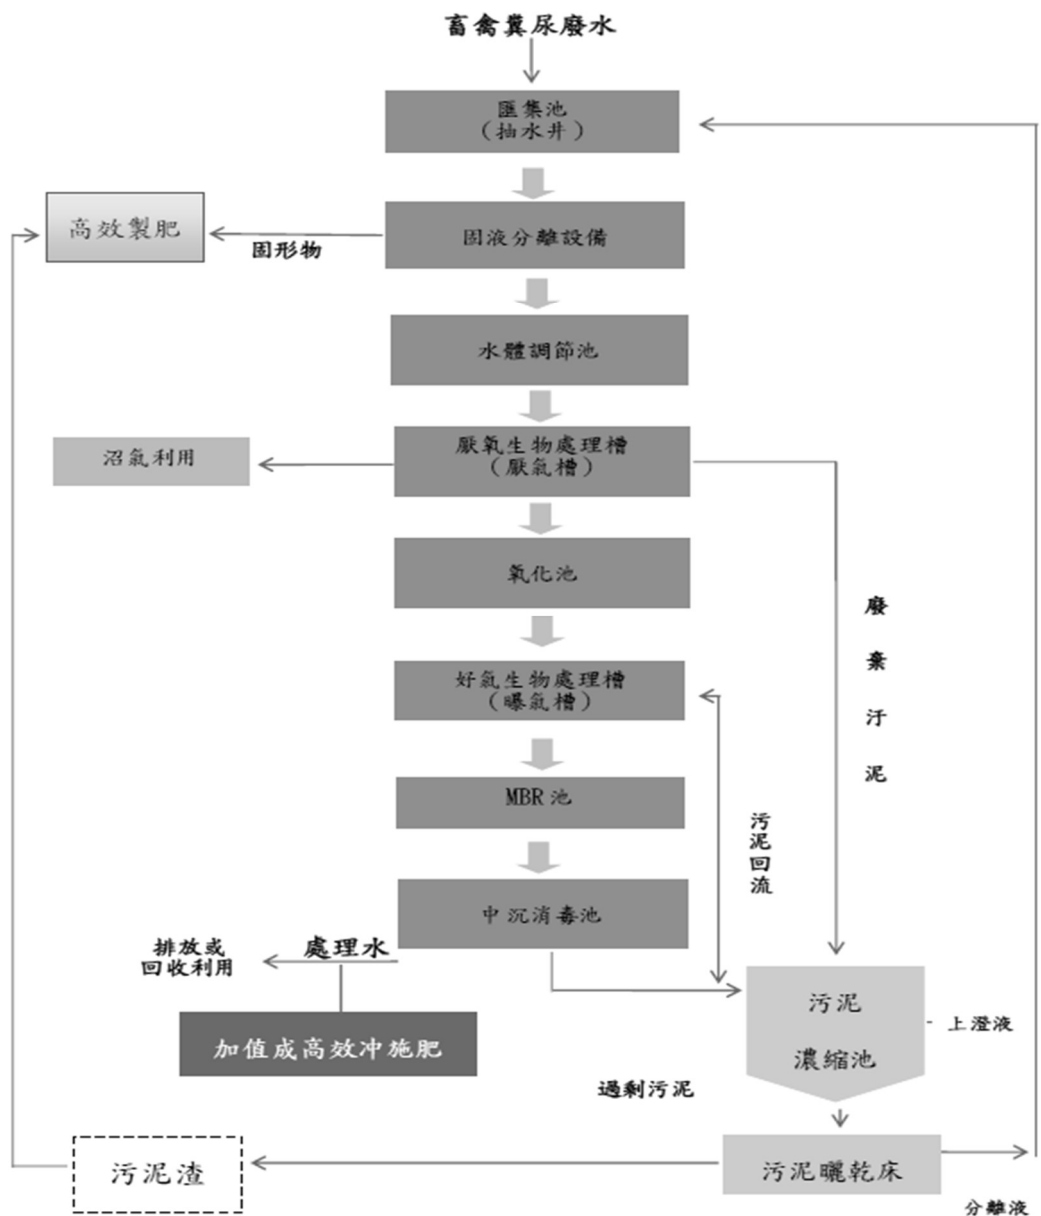 畜禽糞尿廢水
匯集池
（抽水井）
高效製肥
固形物
固液分離設備
水體調節池
沼氣利用
厭氧生物處理槽
（厭氣槽）
氧化池
廢棄汙泥
好氣生物處理槽
（曝氣槽）
MBR 池
污泥回流
中沉消毒池
排放或
回收利用
處理水
加值成高效冲施肥
污泥
濃縮池
上澄液
過剩污泥
污泥渣
污泥曬乾床
分離液